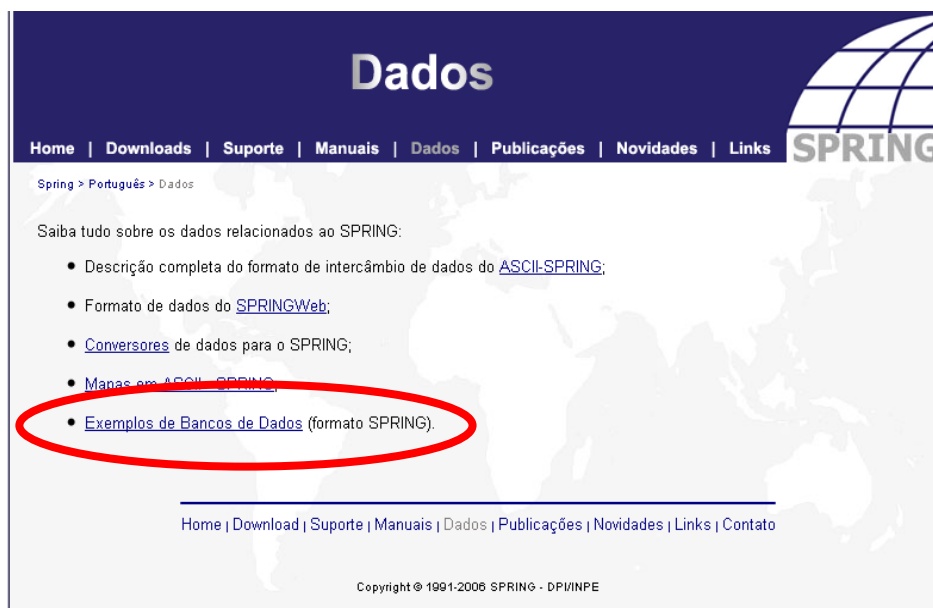 Dados
Home | Downloads | Suporte | Manuais | Dados | Publicações | Novidades | Links
SPRING
Spring > Português > Dados
Saiba tudo sobre os dados relacionados ao SPRING:
• Descrição completa do formato de intercâmbio de dados do ASCII-SPRING;
• Formato de dados do SPRINGWeb;
• Conversores de dados para o SPRING;
• Mapas em ASCII - SPRING;
• Exemplos de Bancos de Dados (formato SPRING).
Home | Download | Suporte | Manuais | Dados | Publicações | Novidades | Links | Contato
Copyright © 1991-2006 SPRING - DPI/INPE